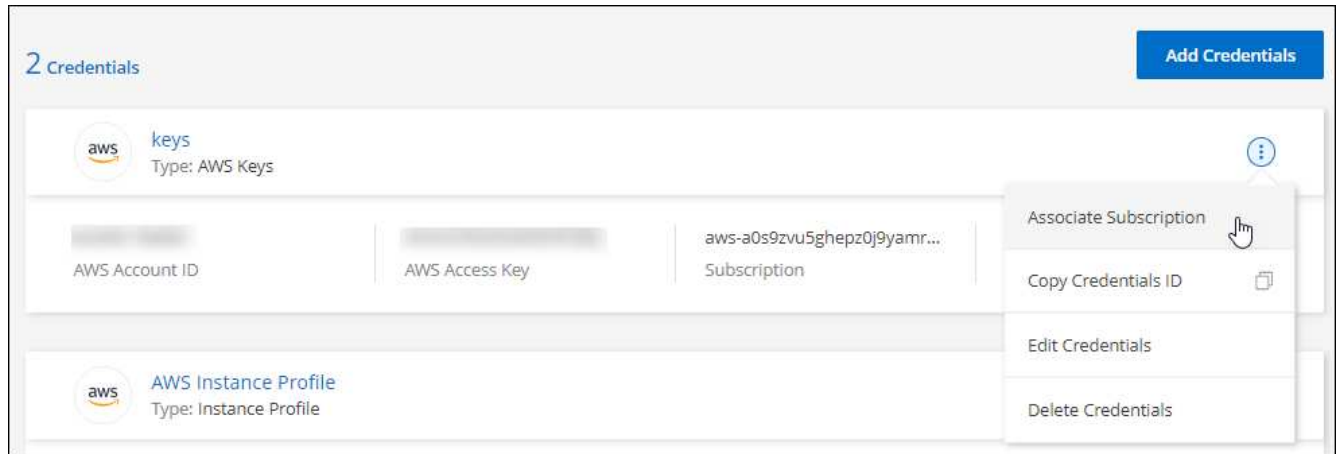 2 Credentials
Add Credentials
aws
keys
Type: AWS Keys
Associate Subscription
Copy Credentials ID
Edit Credentials
Delete Credentials
AWS Account ID
AWS Access Key
aws-a0s9zvu5ghepz0j9yamr...
Subscription
aws
AWS Instance Profile
Type: Instance Profile